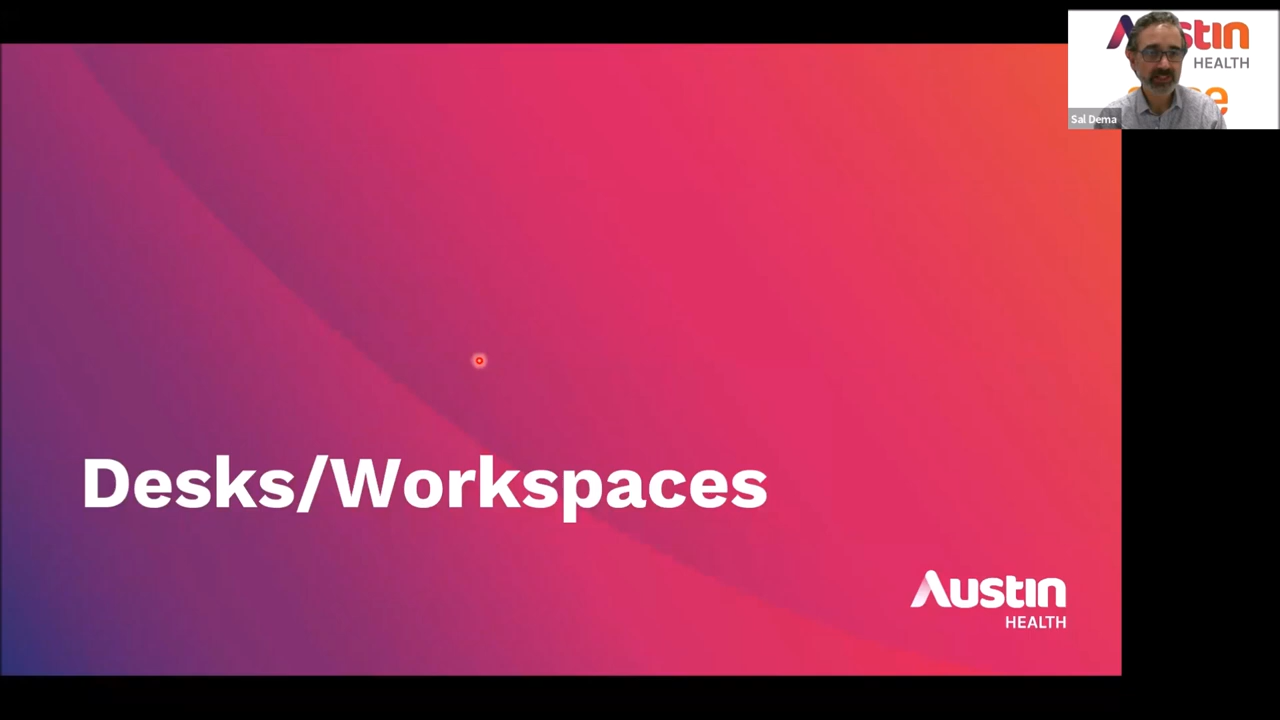 Austin
HEALTH
Sal Dema
Desks/Workspaces
Austin
HEALTH